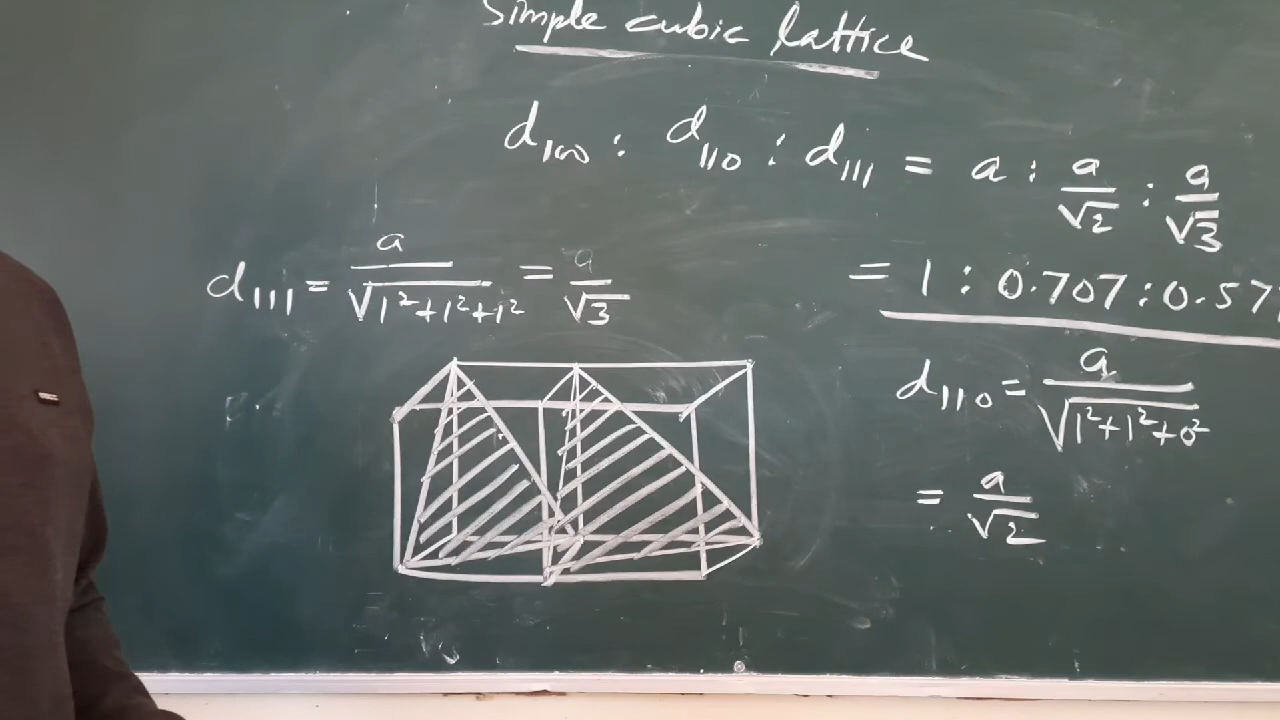 Simple cubic lattice
d₁₀₀ : d₁₁₀ : d₁₁₁ = a : a/√2 : a/√3
= 1 : 0.707 : 0.577
d₁₁₁ = a/√(1²+1²+1²) = a/√3
d₁₁₀ = a/√(1²+1²+0²)
= a/√2